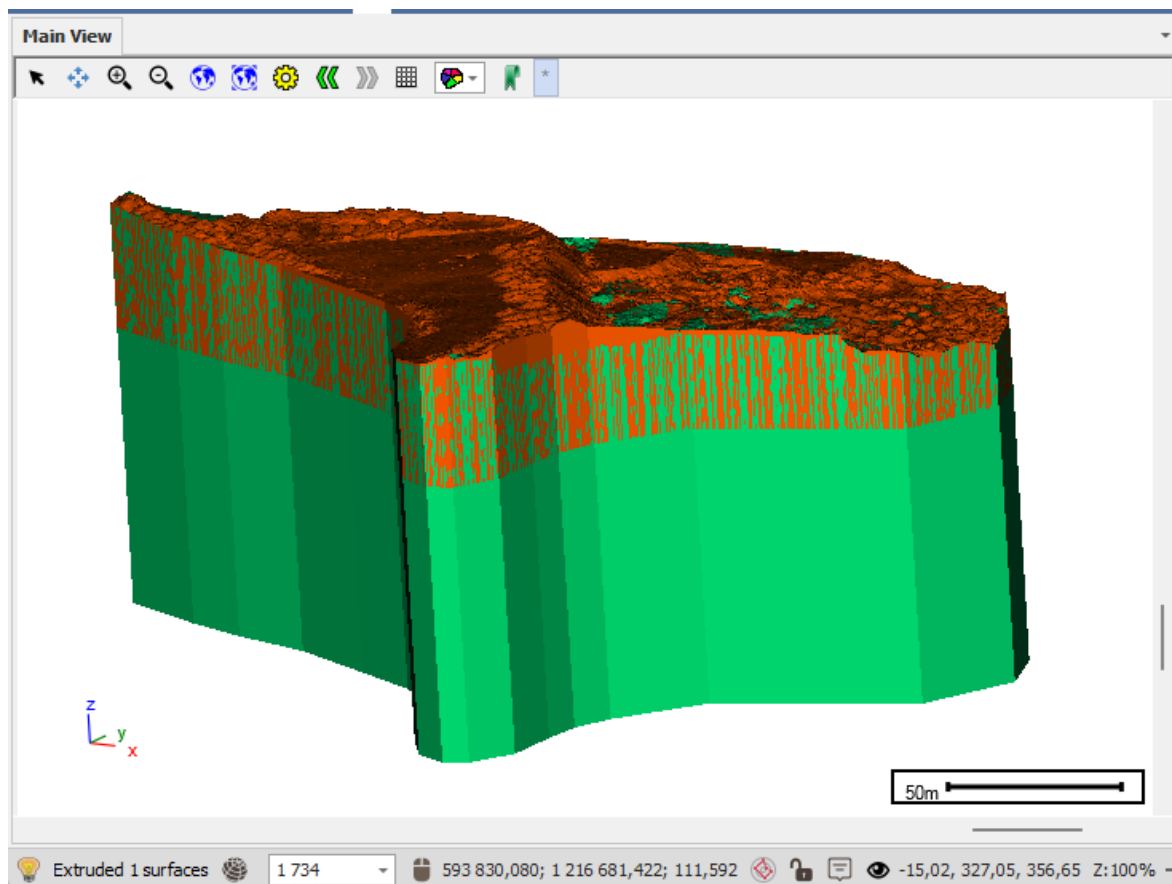 Main View
*
z
y
x
50m
Extruded 1 surfaces 1 734 593 830,080; 1 216 681,422; 111,592 -15,02, 327,05, 356,65 Z:100%